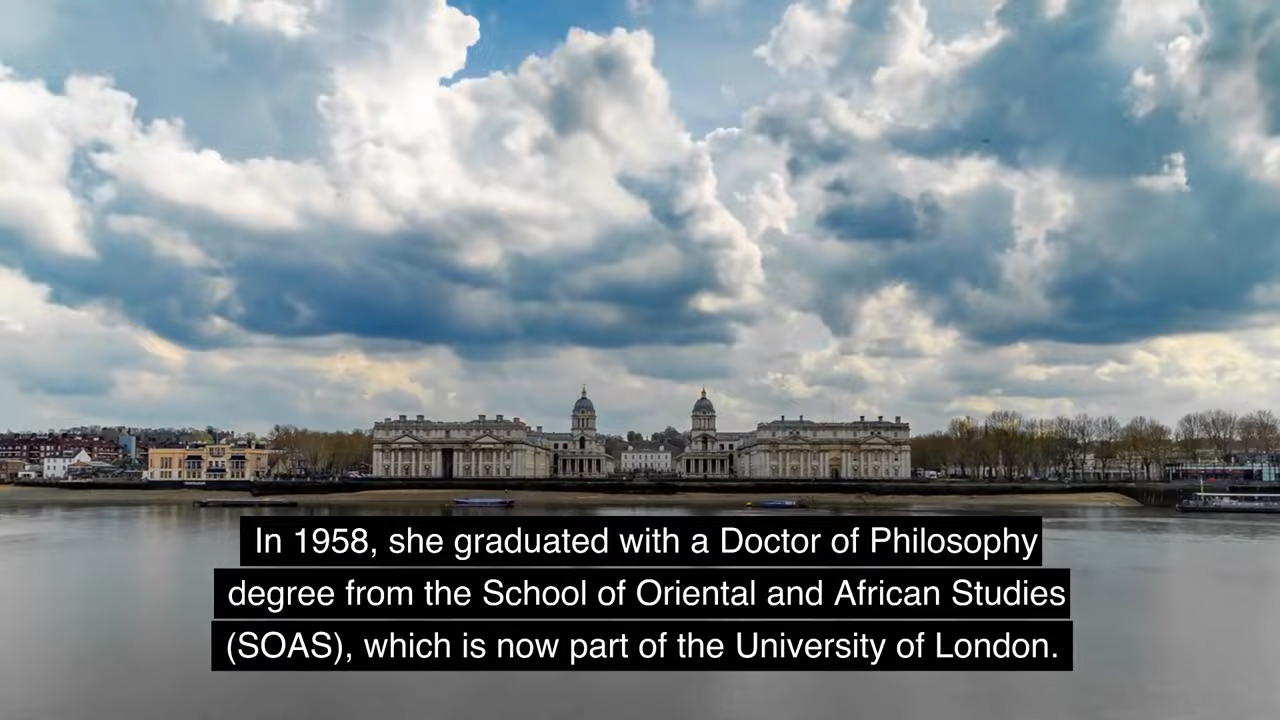 In 1958, she graduated with a Doctor of Philosophy
degree from the School of Oriental and African Studies
(SOAS), which is now part of the University of London.